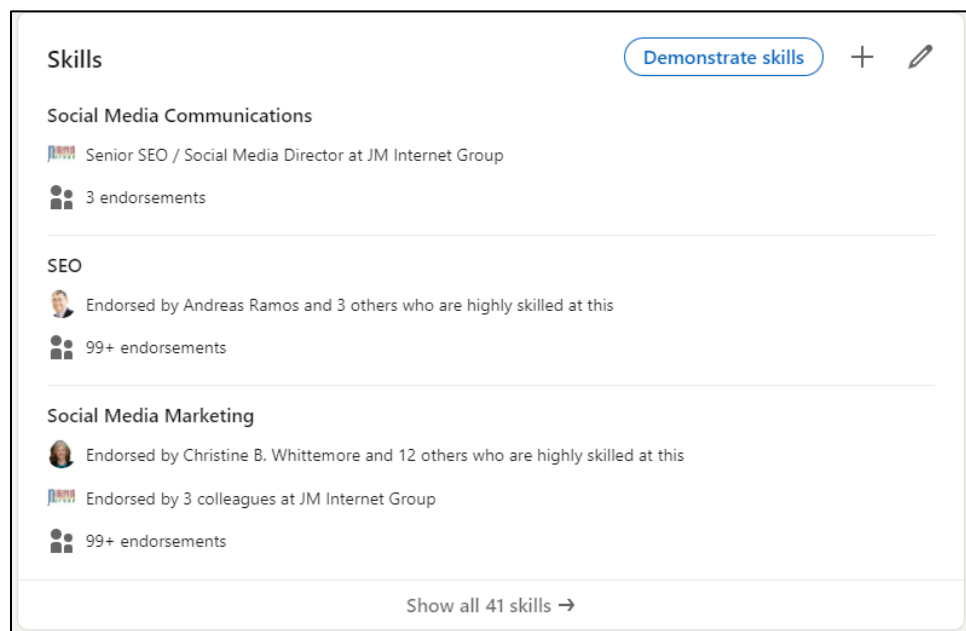 Skills
Demonstrate skills
Social Media Communications
Senior SEO / Social Media Director at JM Internet Group
3 endorsements
SEO
Endorsed by Andreas Ramos and 3 others who are highly skilled at this
99+ endorsements
Social Media Marketing
Endorsed by Christine B. Whittemore and 12 others who are highly skilled at this
Endorsed by 3 colleagues at JM Internet Group
99+ endorsements
Show all 41 skills →